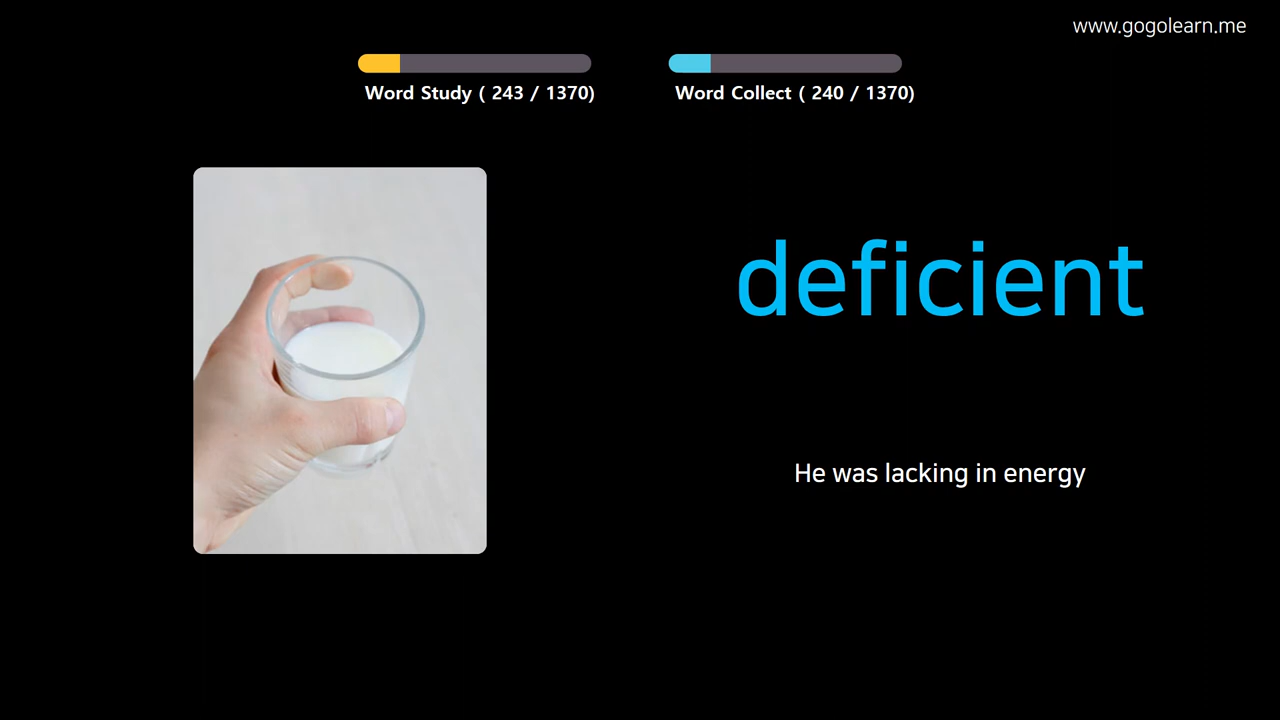 www.gogolearn.me
Word Study ( 243 / 1370)
Word Collect ( 240 / 1370)
deficient
He was lacking in energy